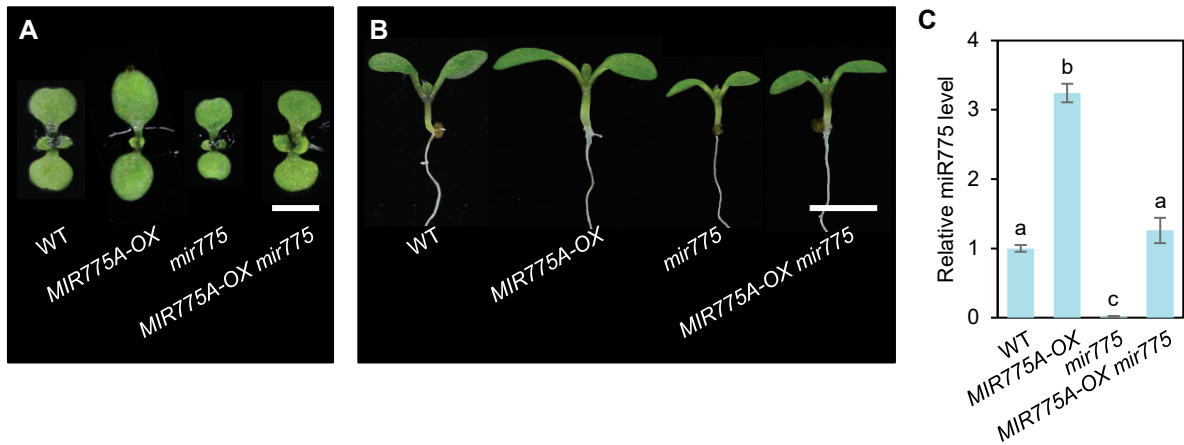 A
WT
MIR775A-OX
mir775
MIR775A-OX mir775
B
WT
MIR775A-OX
mir775
MIR775A-OX mir775
C
Relative miR775 level
4
3
2
1
0
a
b
c
a
WT
MIR775A-OX
mir775
MIR775A-OX mir775